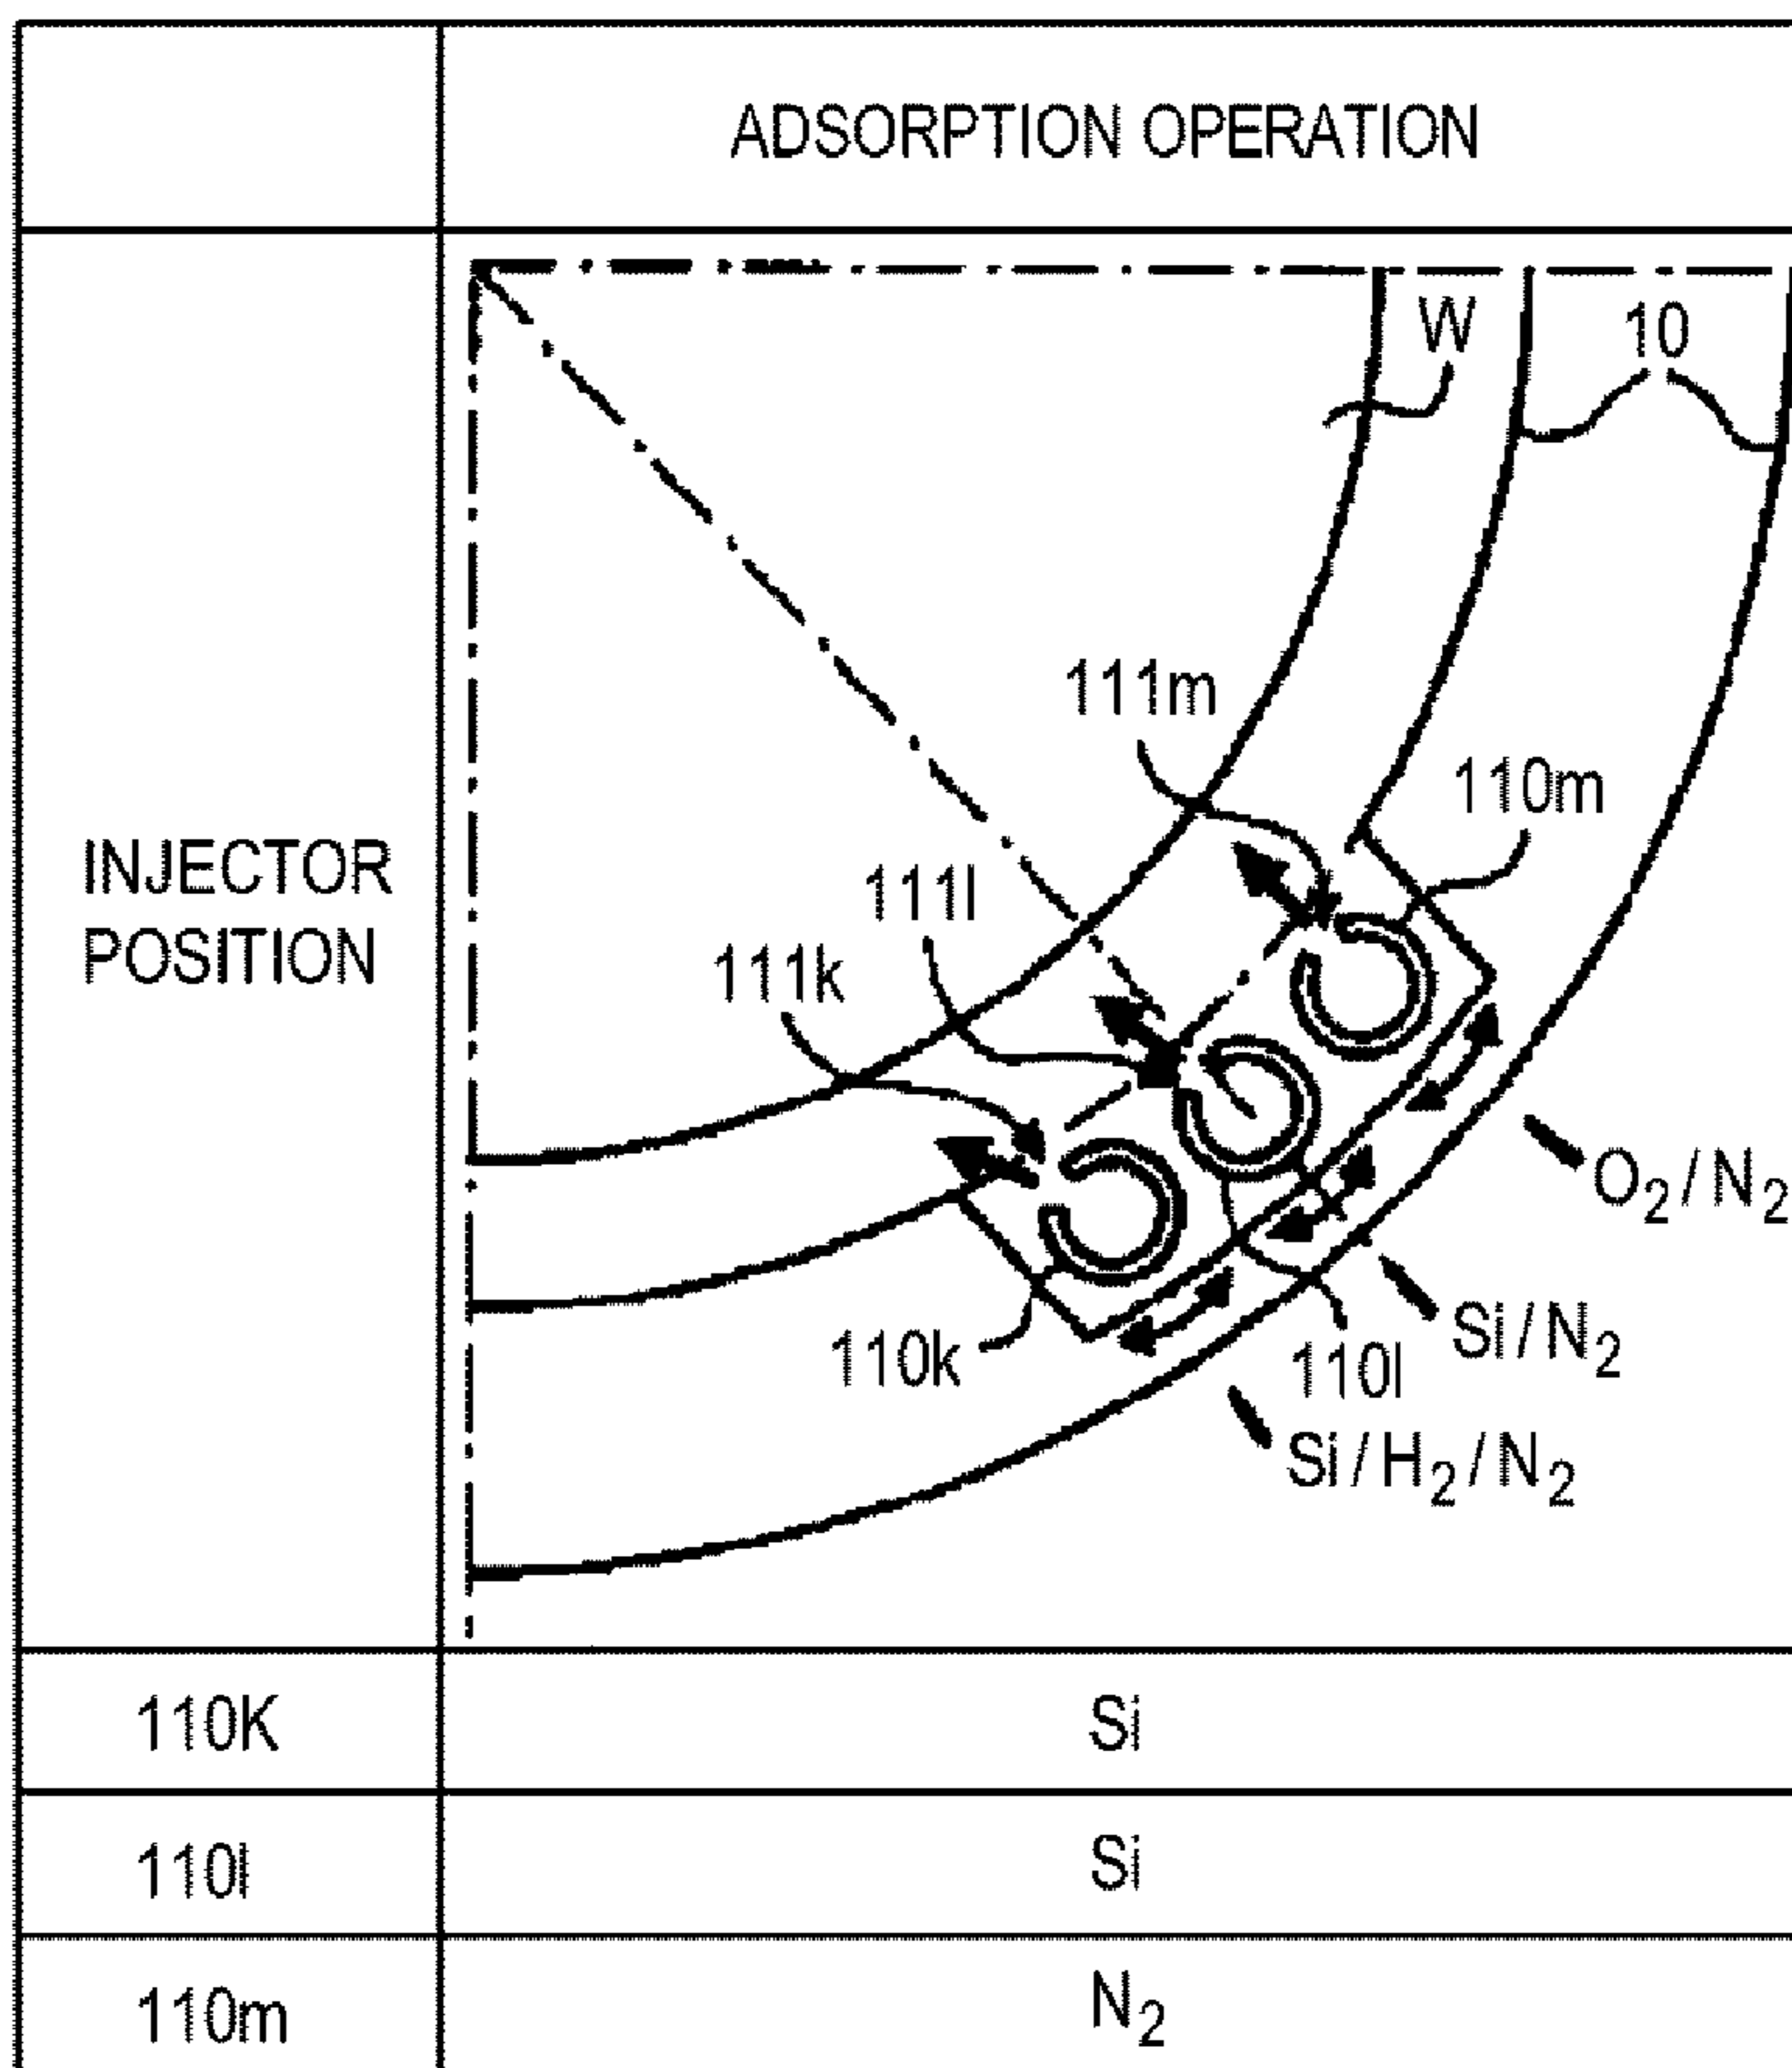 ADSORPTION OPERATION
W
10
111m
110m
111l
111k
INJECTOR
POSITION
O₂/N₂
Si/N₂
110k
110l
Si/H₂/N₂
110K
Si
110l
Si
110m
N₂